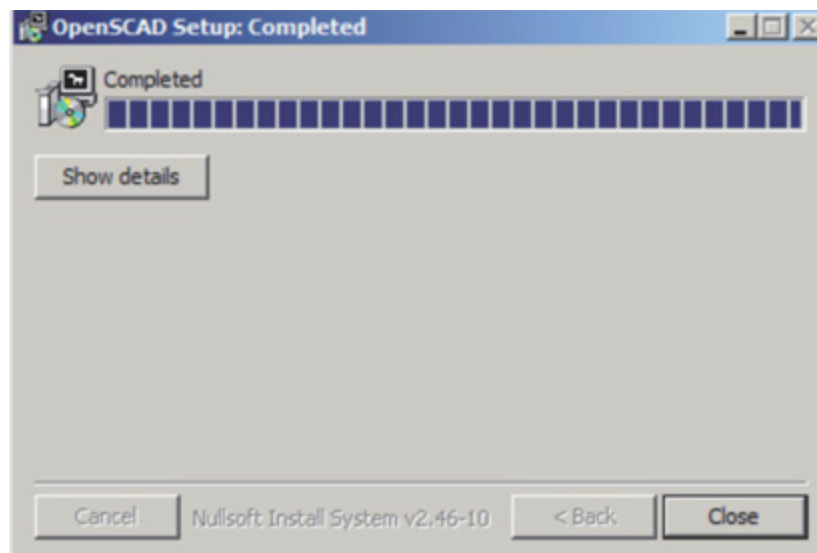 OpenSCAD Setup: Completed
Completed
Show details
Cancel
Nullsoft Install System v2.46-10
< Back
Close